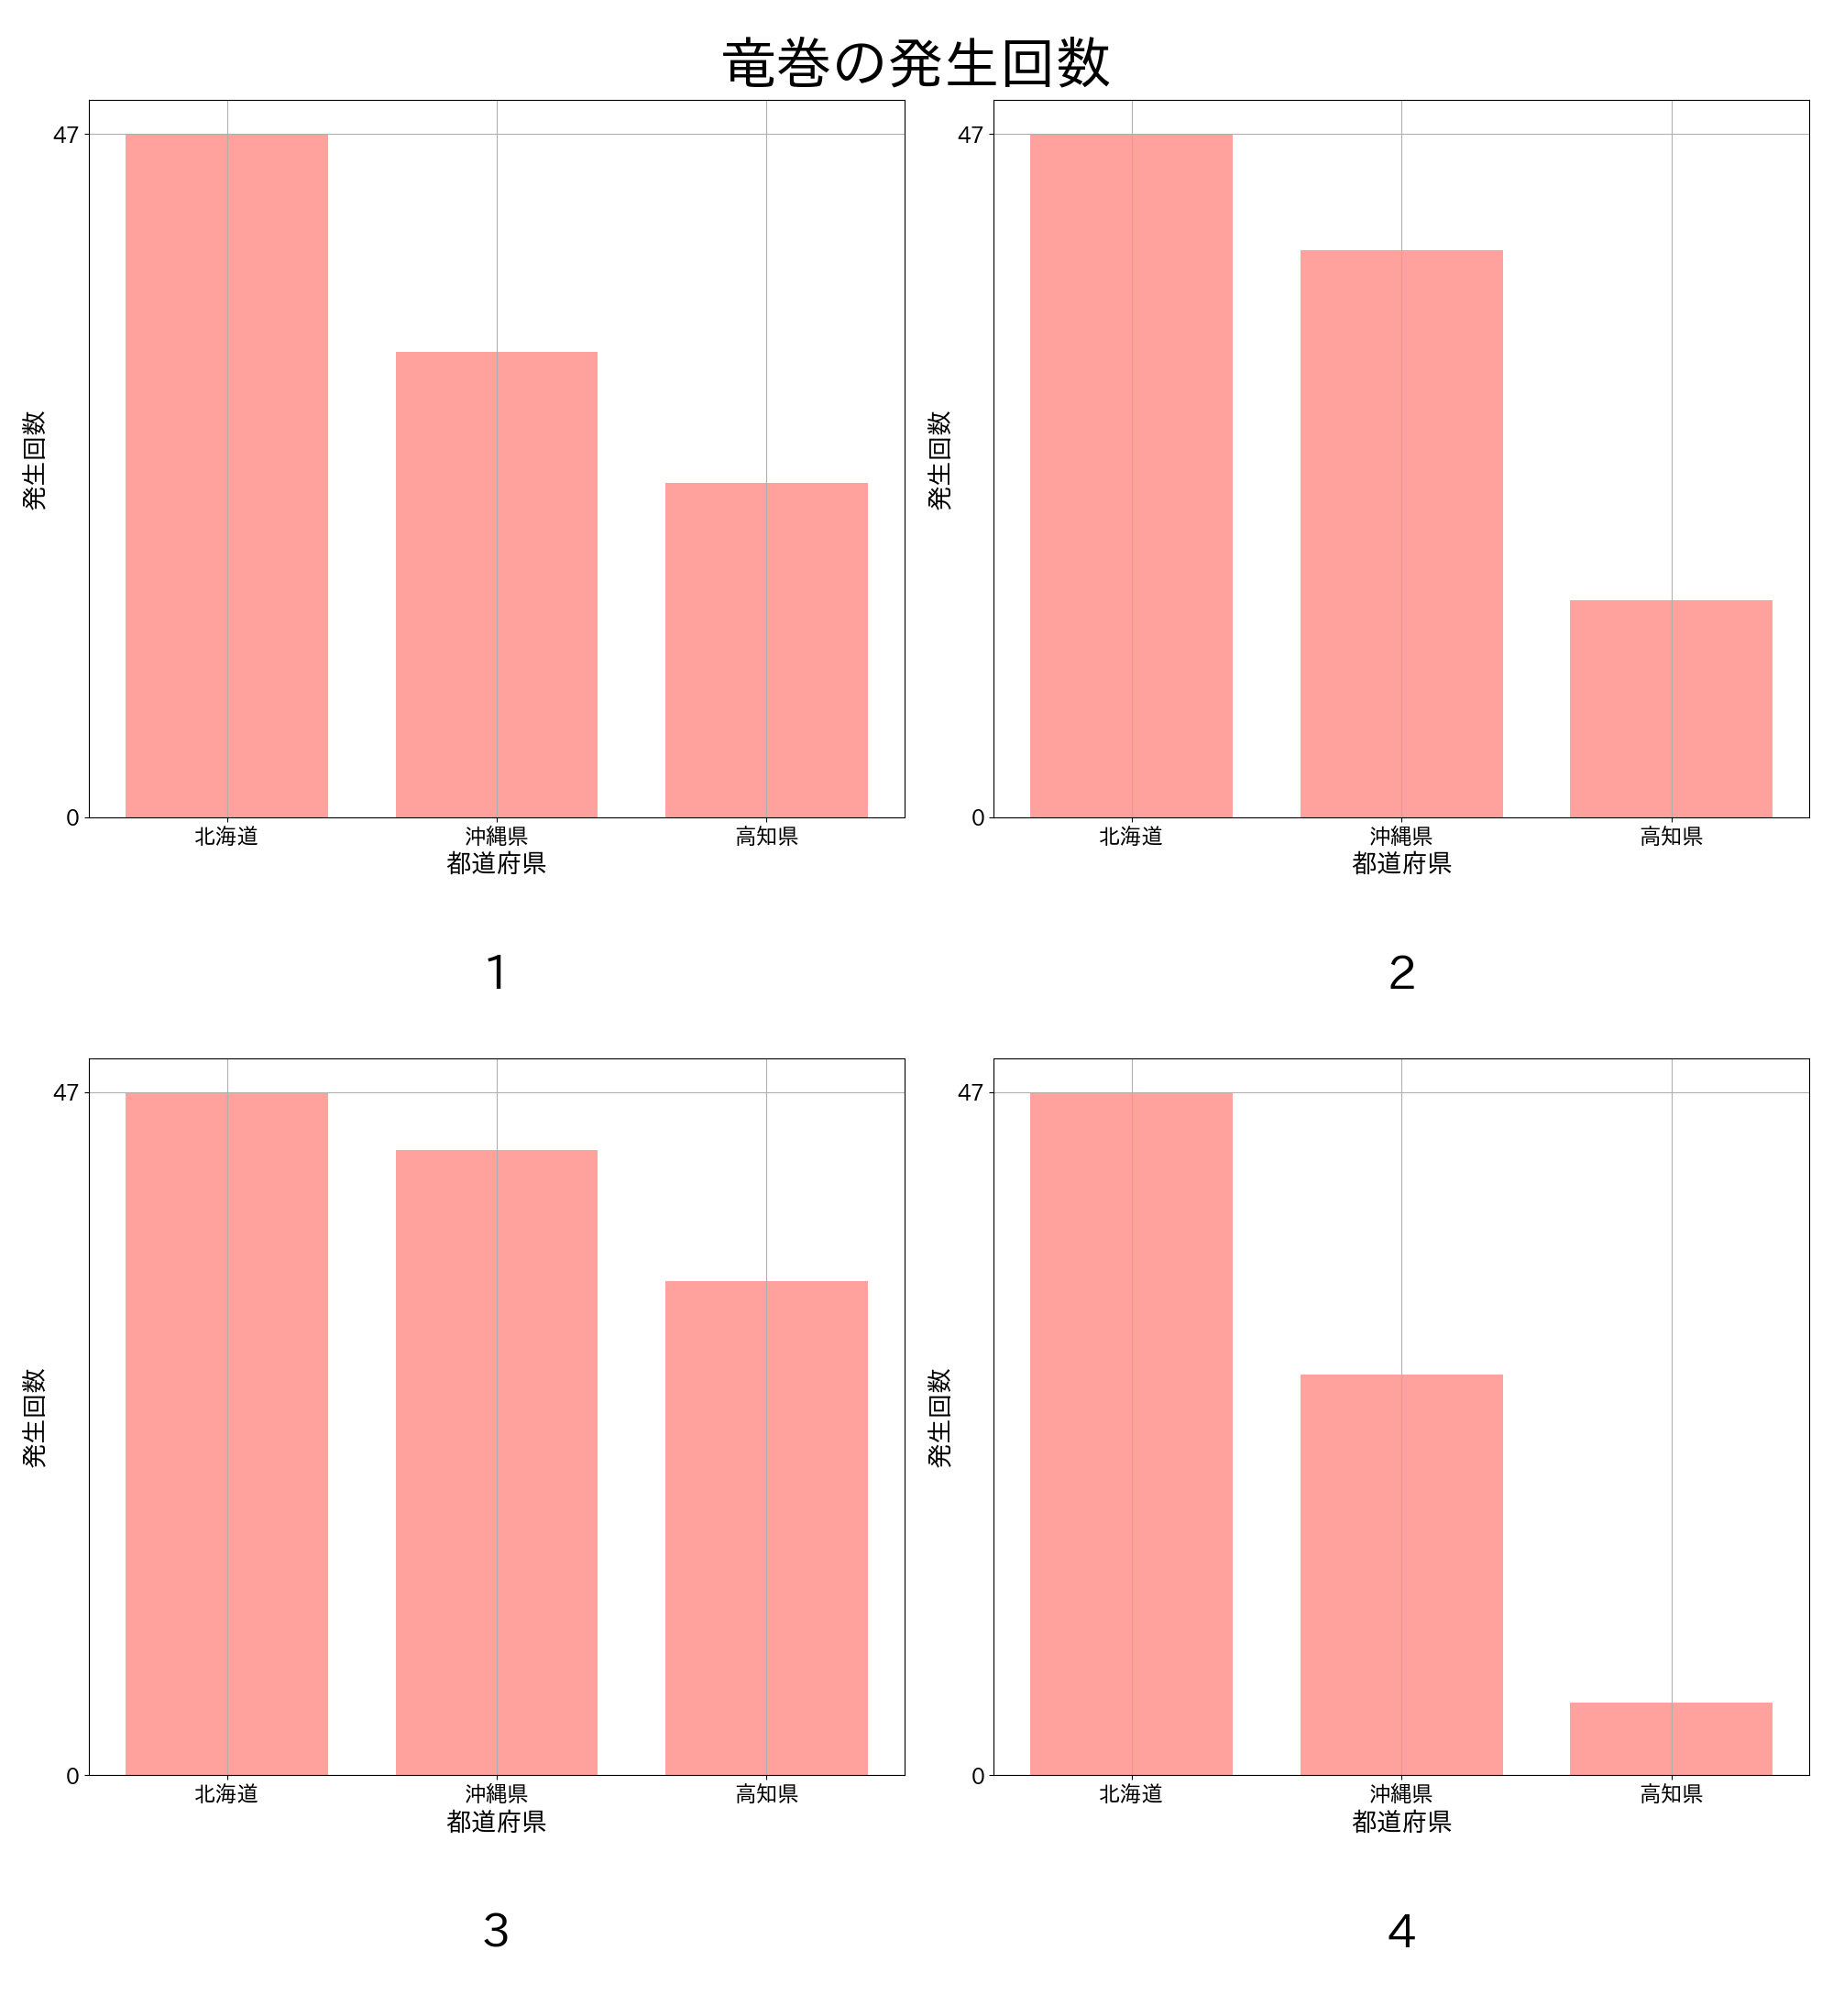 竜巻の発生回数
47
0
発生回数
北海道 沖縄県 高知県
都道府県
1
47
0
発生回数
北海道 沖縄県 高知県
都道府県
2
47
0
発生回数
北海道 沖縄県 高知県
都道府県
3
47
0
発生回数
北海道 沖縄県 高知県
都道府県
4